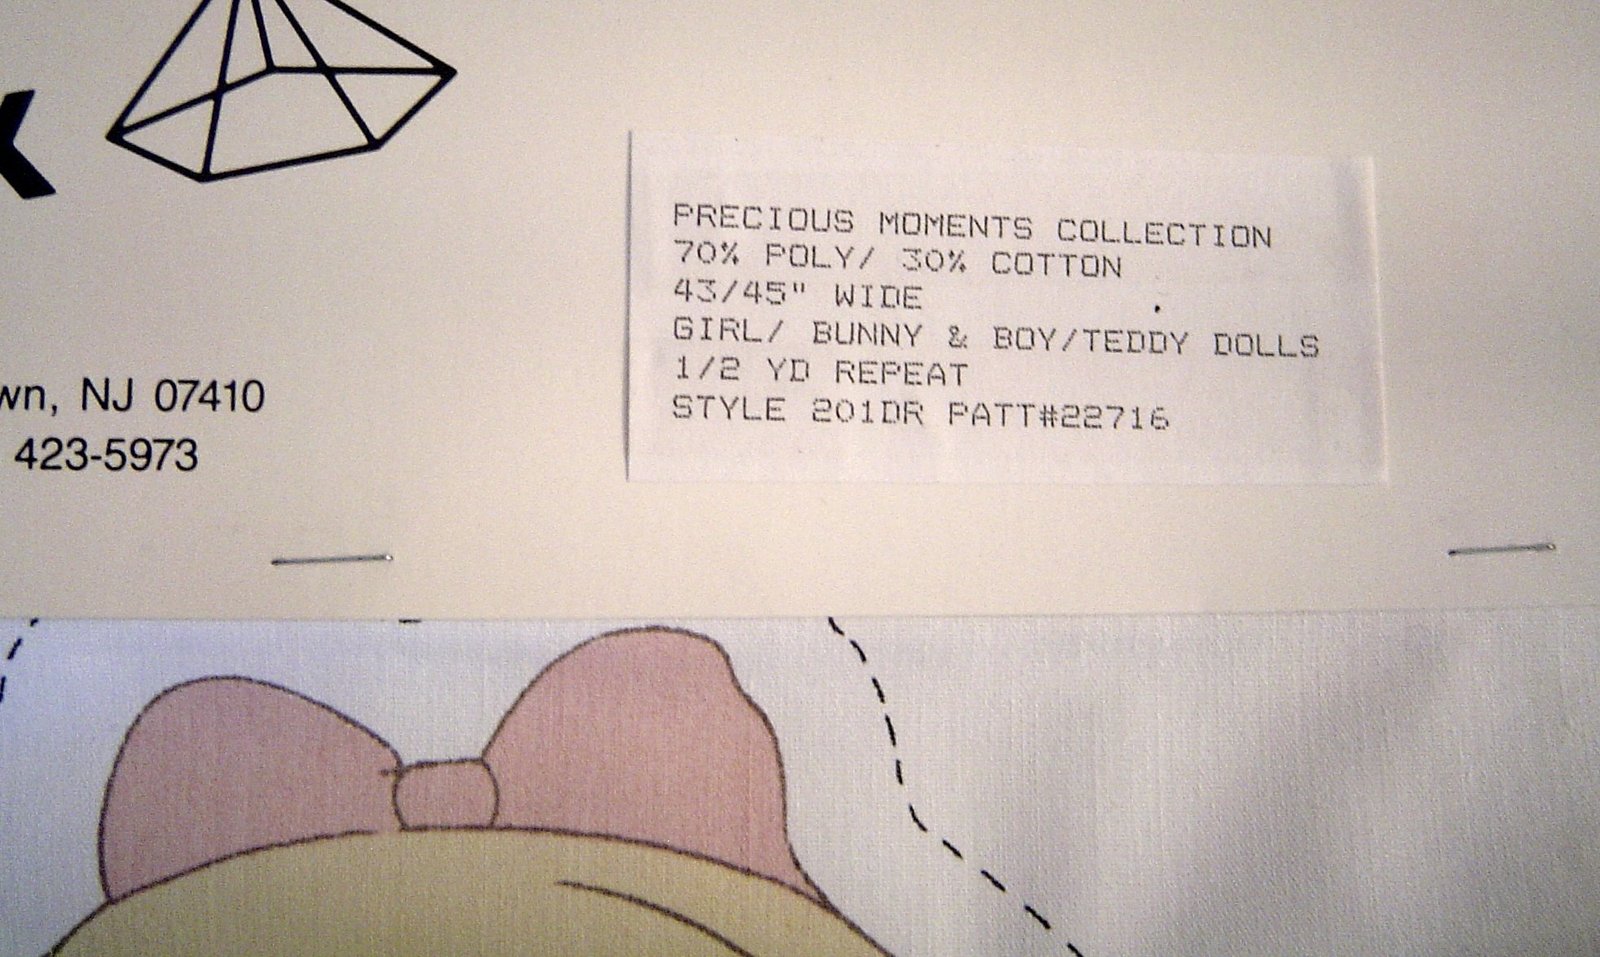 wn, NJ 07410
423-5973
PRECIOUS MOMENTS COLLECTION
70% POLY/ 30% COTTON
43/45" WIDE
GIRL/ BUNNY & BOY/TEDDY DOLLS
1/2 YD REPEAT
STYLE 201DR PATT#22716